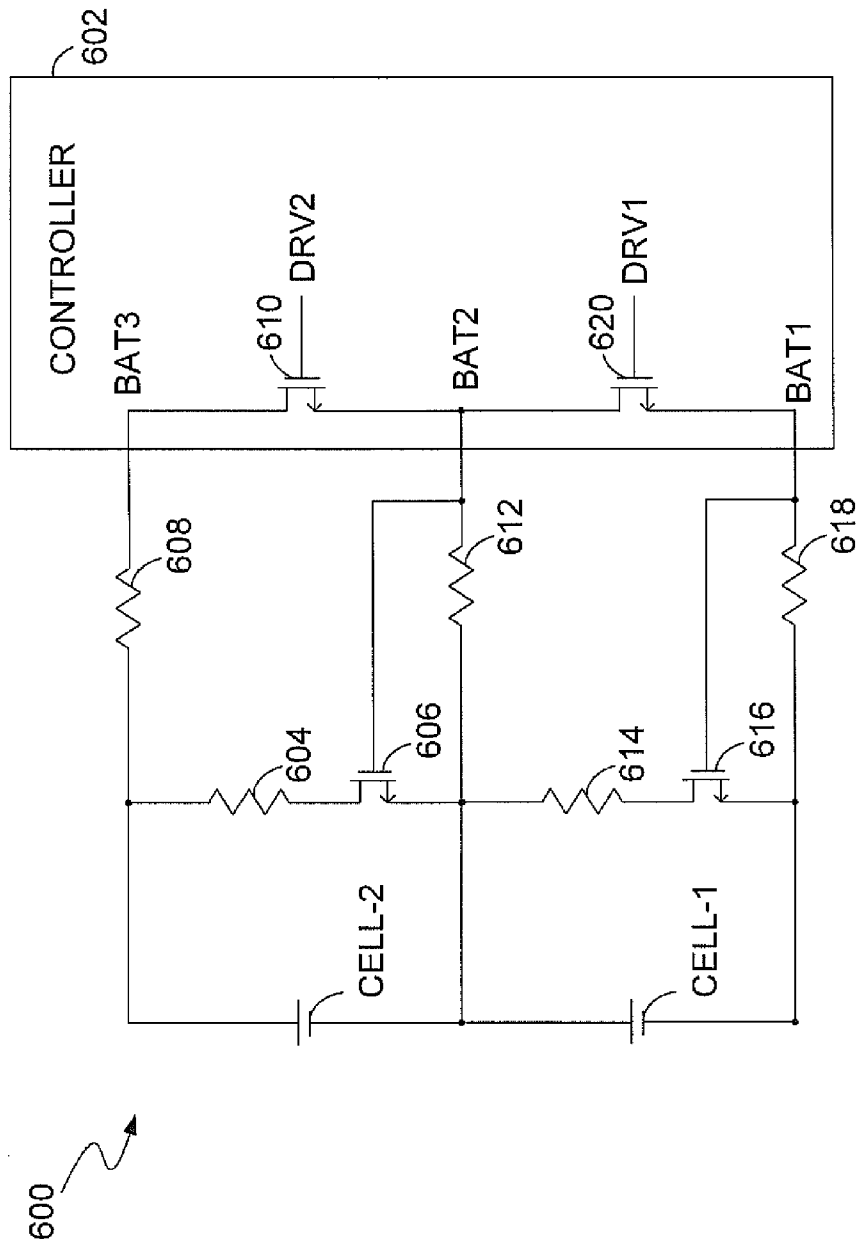 600
602
CONTROLLER
BAT3
608
610
DRV2
604
606
CELL-2
BAT2
612
620
DRV1
614
616
CELL-1
BAT1
618